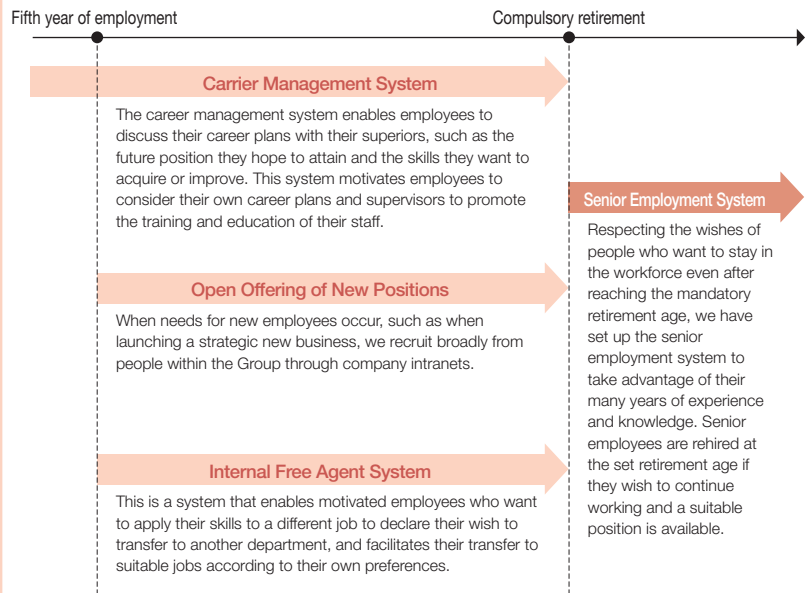 Fifth year of employment
Compulsory retirement
Carrier Management System
The career management system enables employees to
discuss their career plans with their superiors, such as the
future position they hope to attain and the skills they want to
acquire or improve. This system motivates employees to
consider their own career plans and supervisors to promote
the training and education of their staff.
Open Offering of New Positions
When needs for new employees occur, such as when
launching a strategic new business, we recruit broadly from
people within the Group through company intranets.
Internal Free Agent System
This is a system that enables motivated employees who want
to apply their skills to a different job to declare their wish to
transfer to another department, and facilitates their transfer to
suitable jobs according to their own preferences.
Senior Employment System
Respecting the wishes of
people who want to stay in
the workforce even after
reaching the mandatory
retirement age, we have
set up the senior
employment system to
take advantage of their
many years of experience
and knowledge. Senior
employees are rehired at
the set retirement age if
they wish to continue
working and a suitable
position is available.